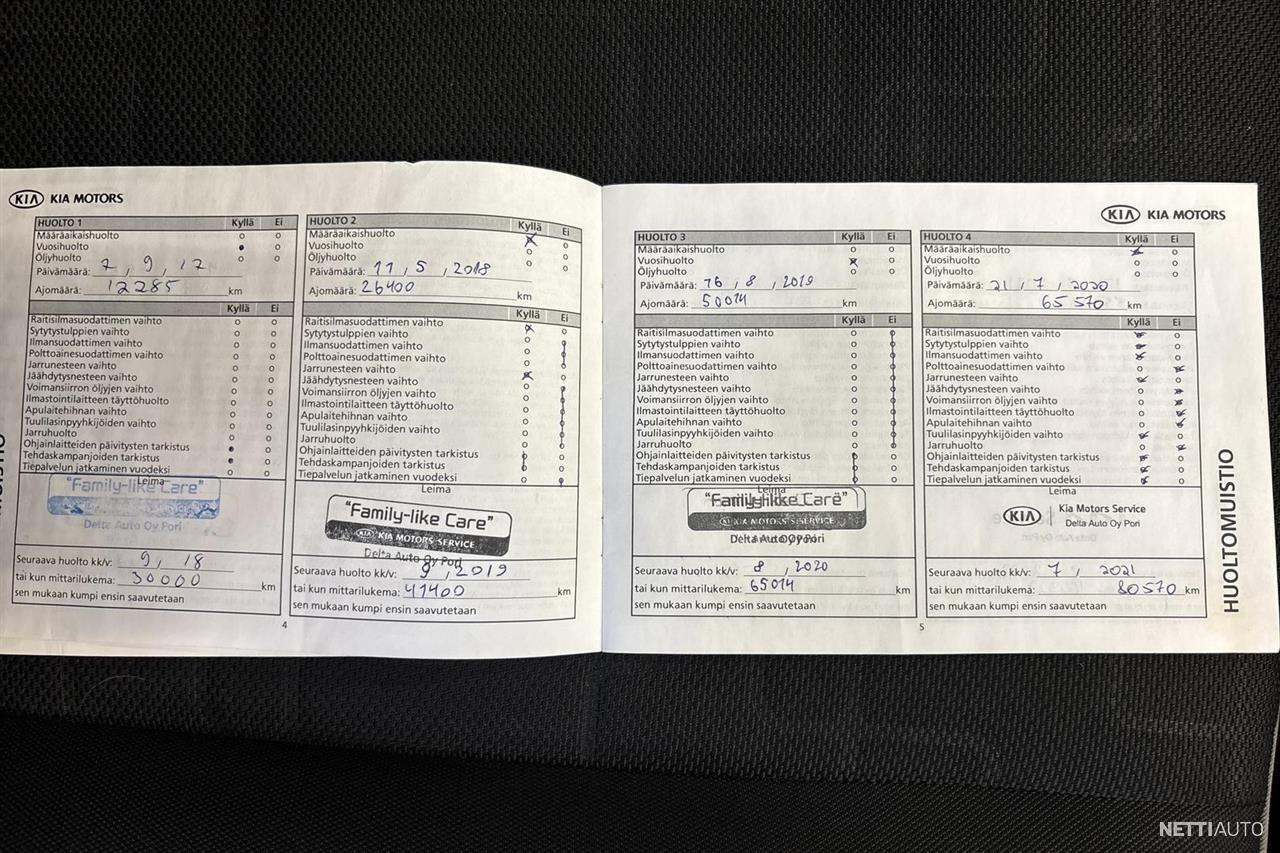 KIA KIA MOTORS
HUOLTO 1 Kyllä Ei
Määräaikaishuolto
Vuosihuolto
Öljyhuolto
Päivämäärä: 7, 9, 17
Ajomäärä: 12285 km
Kyllä Ei
Raitisilmasuodattimen vaihto
Sytytystulppien vaihto
Ilmansuodattimen vaihto
Polttoainesuodattimen vaihto
Jarrunesteen vaihto
Jäähdytysnesteen vaihto
Voimansiirron öljyjen vaihto
Ilmastointilaitteen täyttöhuolto
Apulaitehihnan vaihto
Tuulilasinpyyhkijöiden vaihto
Jarruhuolto
Ohjainlaitteiden päivitysten tarkistus
Tehdaskampanjoiden tarkistus
Tiepalvelun jatkaminen vuodeksi
Leima
"Family-like Care"
Delta Auto Oy Pori
Seuraava huolto kk/v: 9, 18
tai kun mittarilukema: 30000 km
sen mukaan kumpi ensin saavutetaan
HUOLTO 2 Kyllä Ei
Määräaikaishuolto
Vuosihuolto
Öljyhuolto
Päivämäärä: 11, 5, 2018
Ajomäärä: 26400 km
Kyllä Ei
Raitisilmasuodattimen vaihto
Sytytystulppien vaihto
Ilmansuodattimen vaihto
Polttoainesuodattimen vaihto
Jarrunesteen vaihto
Jäähdytysnesteen vaihto
Voimansiirron öljyjen vaihto
Ilmastointilaitteen täyttöhuolto
Apulaitehihnan vaihto
Tuulilasinpyyhkijöiden vaihto
Jarruhuolto
Ohjainlaitteiden päivitysten tarkistus
Tehdaskampanjoiden tarkistus
Tiepalvelun jatkaminen vuodeksi
Leima
"Family-like Care"
KIA KIA MOTORS SERVICE
Delta Auto Oy Pori
Seuraava huolto kk/v: 9, 2019
tai kun mittarilukema: 41400 km
sen mukaan kumpi ensin saavutetaan
4
KIA KIA MOTORS
HUOLTO 3 Kyllä Ei
Määräaikaishuolto
Vuosihuolto
Öljyhuolto
Päivämäärä: 16, 8, 2019
Ajomäärä: 50014 km
Kyllä Ei
Raitisilmasuodattimen vaihto
Sytytystulppien vaihto
Ilmansuodattimen vaihto
Polttoainesuodattimen vaihto
Jarrunesteen vaihto
Jäähdytysnesteen vaihto
Voimansiirron öljyjen vaihto
Ilmastointilaitteen täyttöhuolto
Apulaitehihnan vaihto
Tuulilasinpyyhkijöiden vaihto
Jarruhuolto
Ohjainlaitteiden päivitysten tarkistus
Tehdaskampanjoiden tarkistus
Tiepalvelun jatkaminen vuodeksi
Leima
"Family-like Care"
KIA KIA MOTORS SERVICE
Delta Auto Oy Pori
Seuraava huolto kk/v: 8, 2020
tai kun mittarilukema: 65014 km
sen mukaan kumpi ensin saavutetaan
HUOLTO 4 Kyllä Ei
Määräaikaishuolto
Vuosihuolto
Öljyhuolto
Päivämäärä: 21, 7, 2020
Ajomäärä: 65 570 km
Kyllä Ei
Raitisilmasuodattimen vaihto
Sytytystulppien vaihto
Ilmansuodattimen vaihto
Polttoainesuodattimen vaihto
Jarrunesteen vaihto
Jäähdytysnesteen vaihto
Voimansiirron öljyjen vaihto
Ilmastointilaitteen täyttöhuolto
Apulaitehihnan vaihto
Tuulilasinpyyhkijöiden vaihto
Jarruhuolto
Ohjainlaitteiden päivitysten tarkistus
Tehdaskampanjoiden tarkistus
Tiepalvelun jatkaminen vuodeksi
Leima
KIA Kia Motors Service
Delta Auto Oy Pori
Seuraava huolto kk/v: 7, 2021
tai kun mittarilukema: 80570 km
sen mukaan kumpi ensin saavutetaan
5
HUOLTOMUISTIO
NETTIAUTO